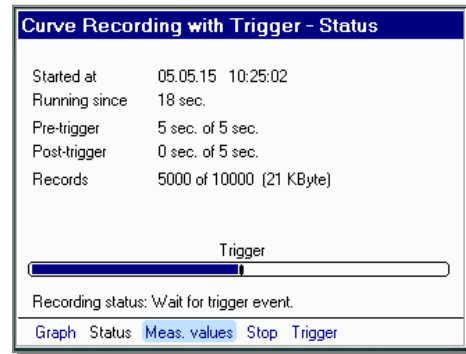 Curve Recording with Trigger - Status
Started at 05.05.15 10:25:02
Running since 18 sec.
Pre-trigger 5 sec. of 5 sec.
Post-trigger 0 sec. of 5 sec.
Records 5000 of 10000 (21 KByte)
Trigger
Recording status: Wait for trigger event.
Graph Status Meas. values Stop Trigger